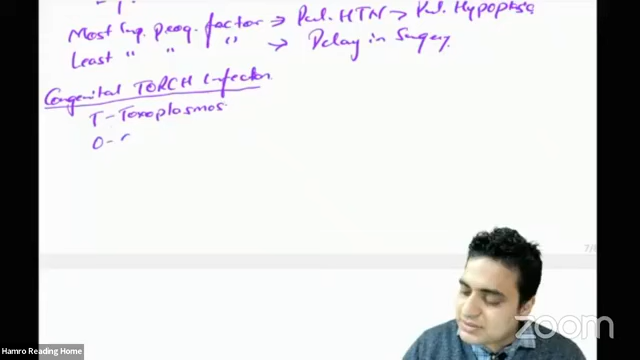 Most Imp. prog. factor → Pul. HTN > Pul. Hypoplasia
Least " " " → Delay in Surgery.
Congenital TORCH Infection
T - Toxoplasmos
O -
7/
Hamro Reading Home
zoom